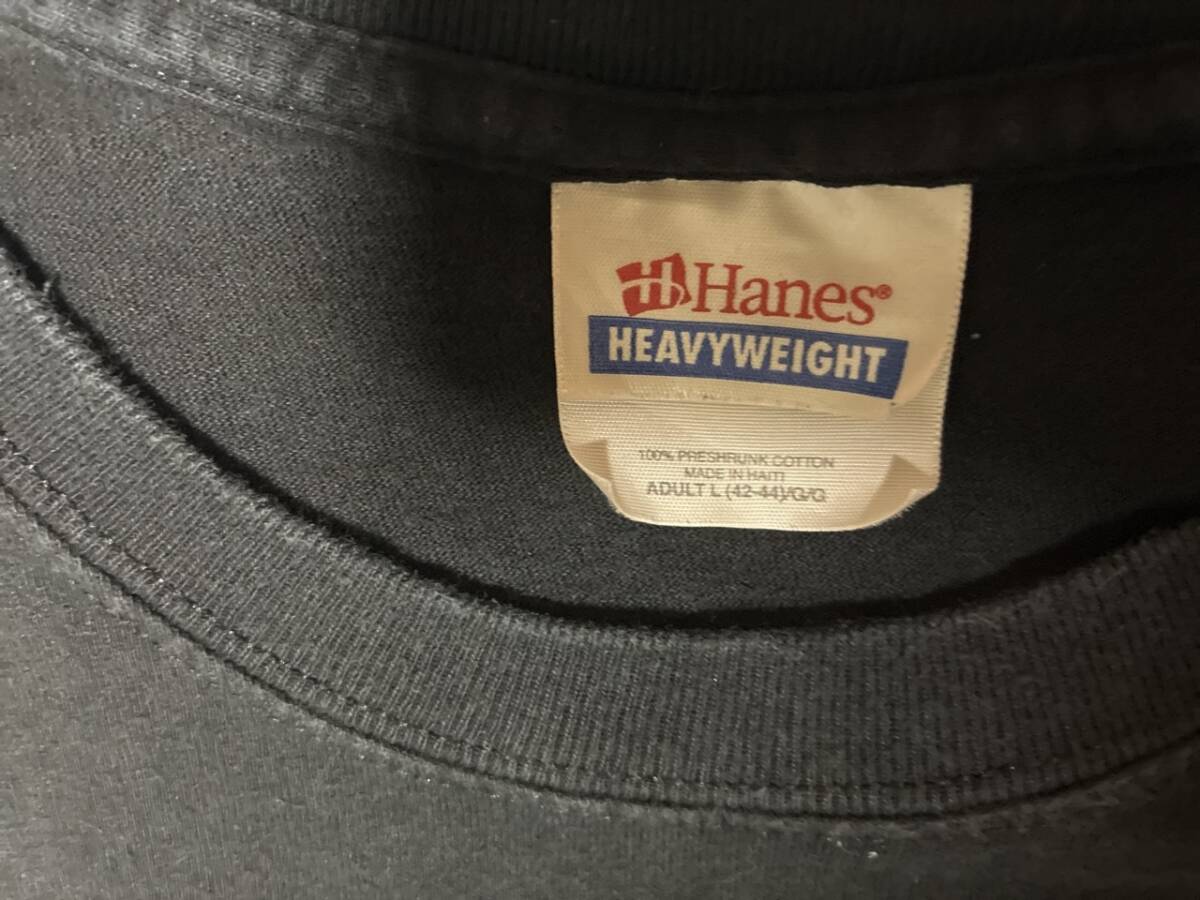 Hanes®
HEAVYWEIGHT
100% PRESHRUNK COTTON
MADE IN HAITI
ADULT L (42-44)/G/G